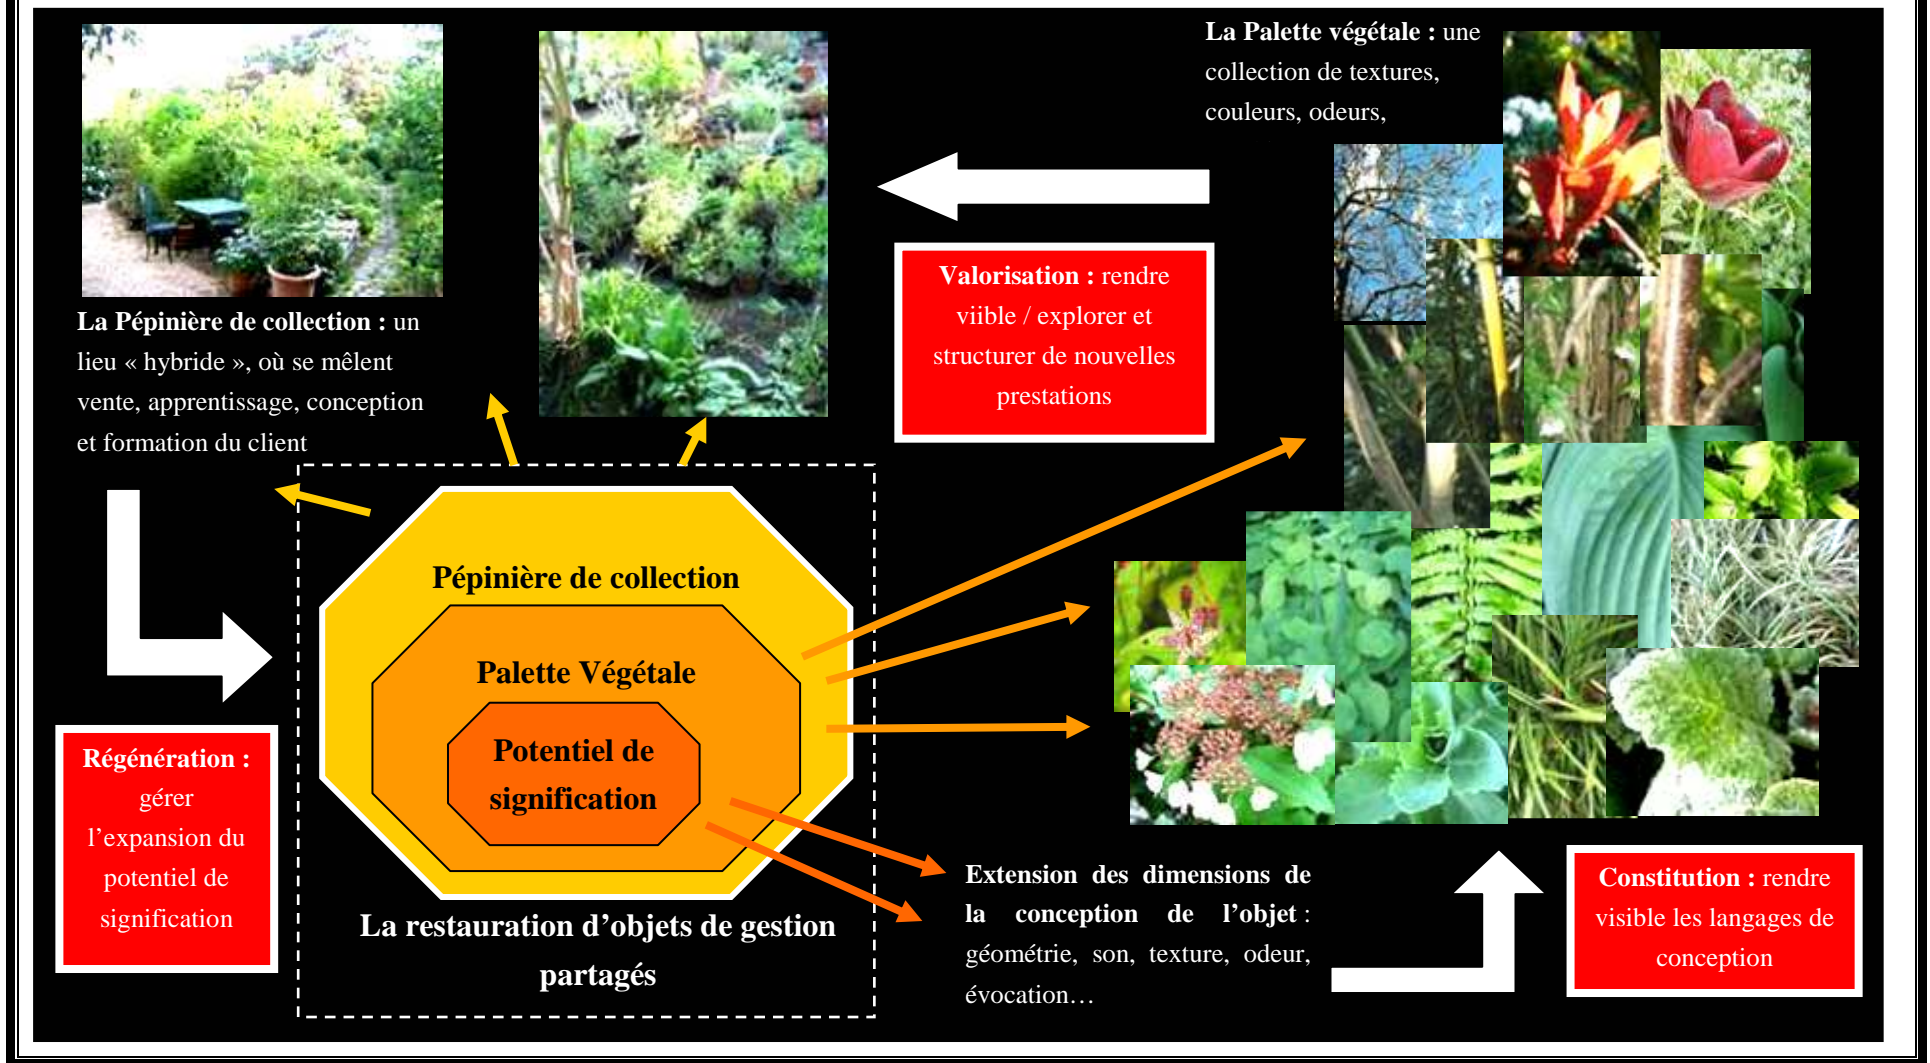 La Palette végétale : une
collection de textures,
couleurs, odeurs,
Valorisation : rendre
viible / explorer et
structurer de nouvelles
prestations
La Pépinière de collection : un
lieu « hybride », où se mêlent
vente, apprentissage, conception
et formation du client
Pépinière de collection
Palette Végétale
Potentiel de
signification
La restauration d’objets de gestion
partagés
Régénération :
gérer
l’expansion du
potentiel de
signification
Extension des dimensions de
la conception de l’objet :
géométrie, son, texture, odeur,
évocation…
Constitution : rendre
visible les langages de
conception